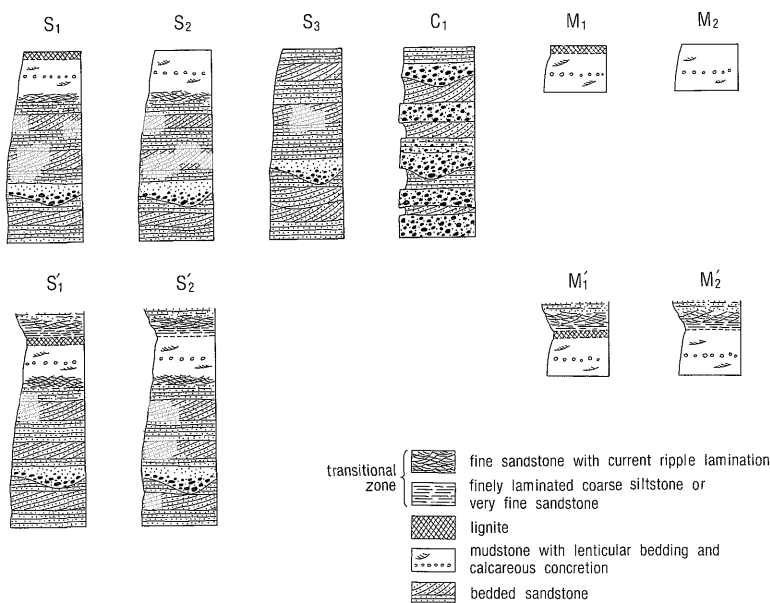 S1 S2 S3 C1 M1 M2
S'1 S'2 M'1 M'2
transitional zone
fine sandstone with current ripple lamination
finely laminated coarse siltstone or
very fine sandstone
lignite
mudstone with lenticular bedding and
calcareous concretion
bedded sandstone